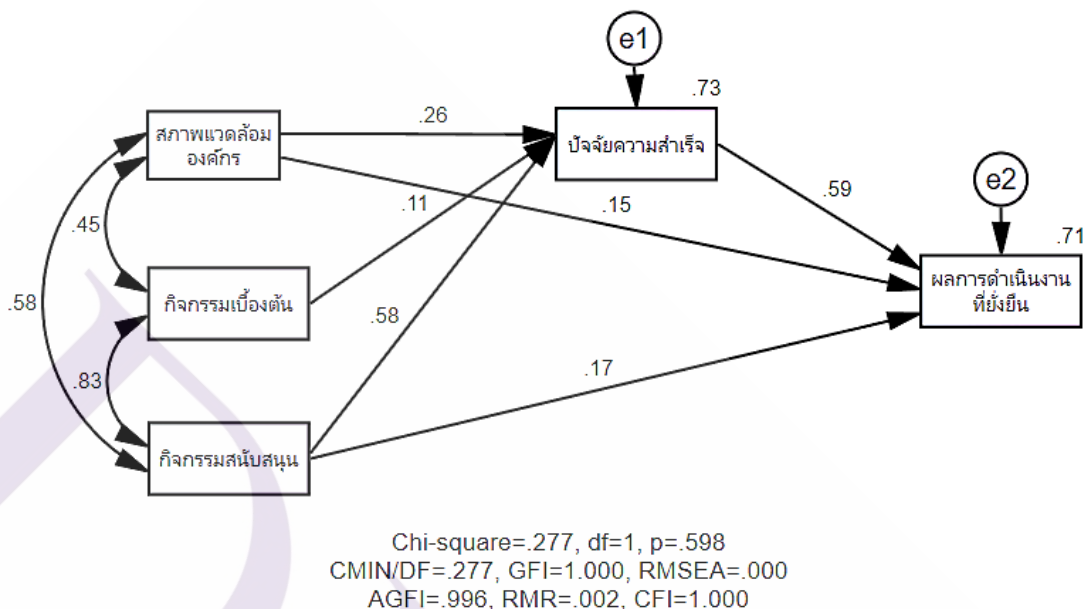 e1
.73
สภาพแวดล้อม
องค์กร
.26
ปัจจัยความสำเร็จ
e2
.45
.11
.15
.59
.71
กิจกรรมเบื้องต้น
ผลการดำเนินงาน
ที่ยั่งยืน
.58
.58
.17
.83
กิจกรรมสนับสนุน
Chi-square=.277, df=1, p=.598
CMIN/DF=.277, GFI=1.000, RMSEA=.000
AGFI=.996, RMR=.002, CFI=1.000